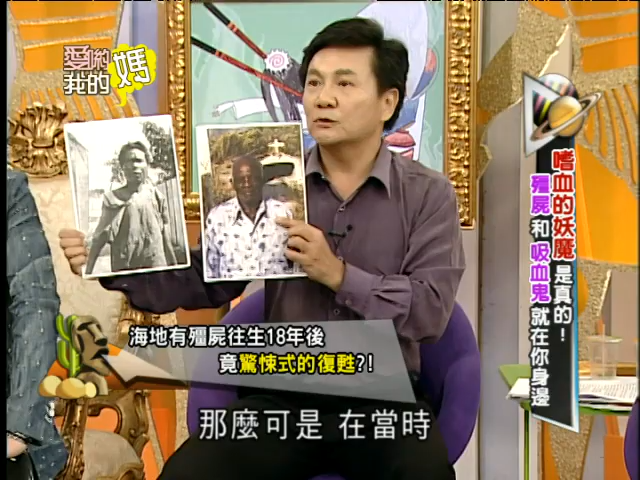 愛喲
我的媽
嗜血的妖魔是真的！
殭屍和吸血鬼就在你身邊
海地有殭屍往生18年後
竟驚悚式的復甦?!
那麼可是 在當時